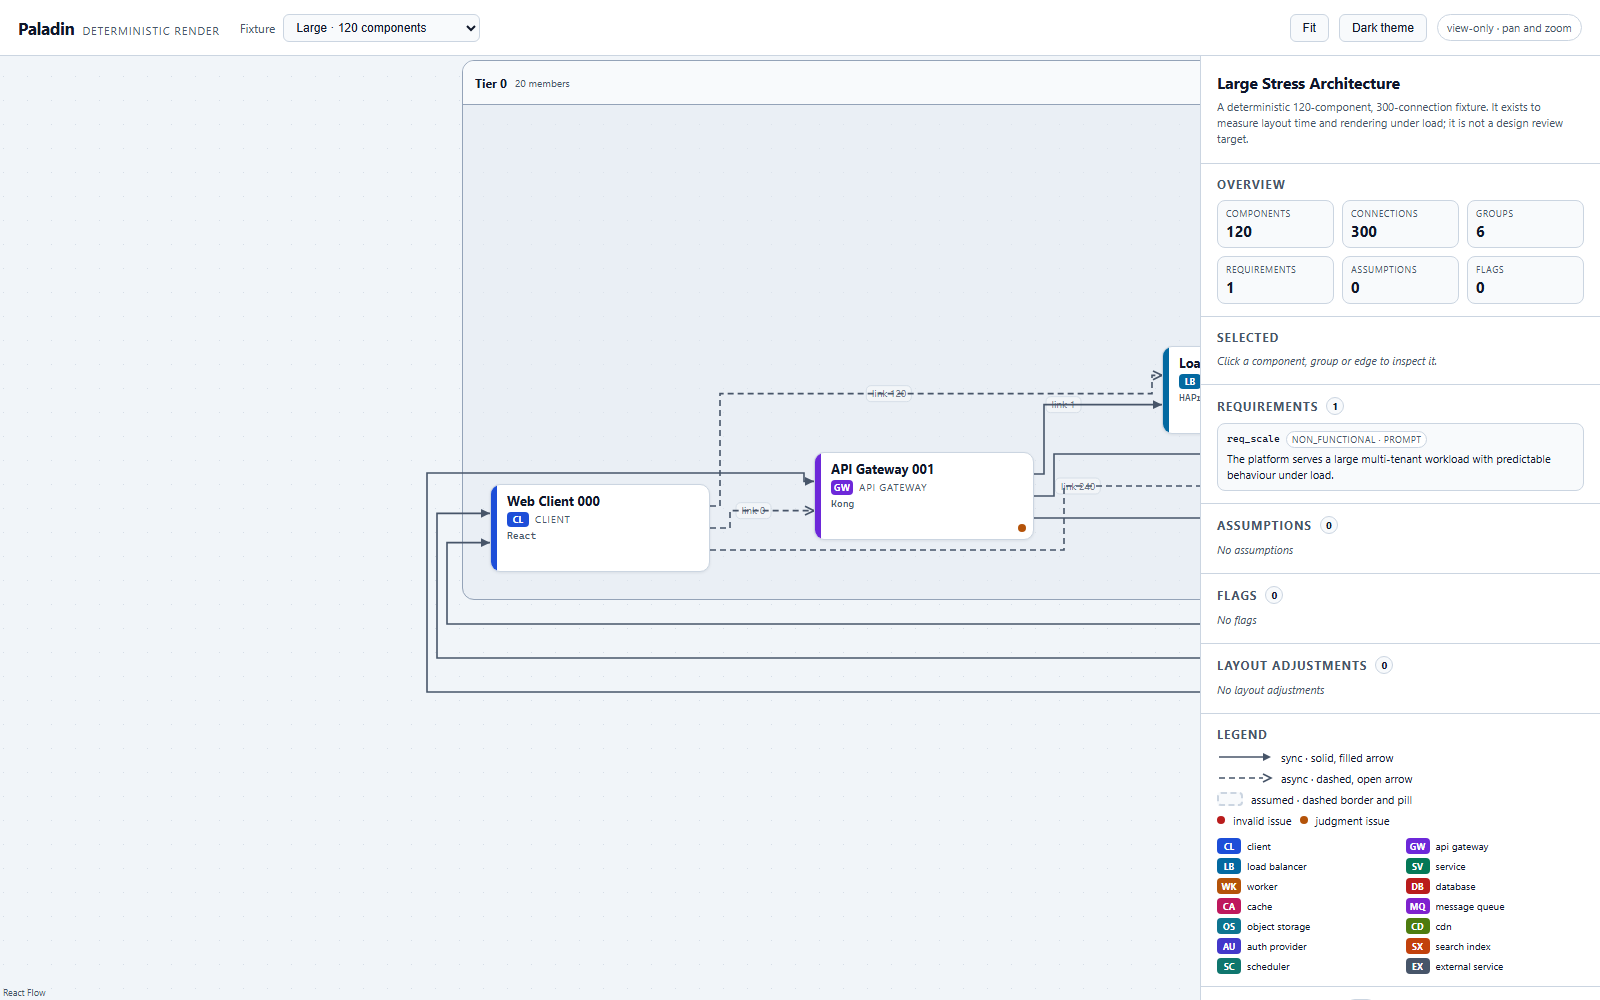 Paladin DETERMINISTIC RENDER Fixture Large · 120 components Fit Dark theme view-only · pan and zoom
Tier 0 20 members
link 120
link 1
API Gateway 001
GW API GATEWAY
Kong
link 240
Web Client 000
CL CLIENT
React
link 0
LB
React Flow
Large Stress Architecture
A deterministic 120-component, 300-connection fixture. It exists to
measure layout time and rendering under load; it is not a design review
target.
OVERVIEW
COMPONENTS CONNECTIONS GROUPS
120 300 6
REQUIREMENTS ASSUMPTIONS FLAGS
1 0 0
SELECTED
Click a component, group or edge to inspect it.
REQUIREMENTS 1
req_scale NON_FUNCTIONAL · PROMPT
The platform serves a large multi-tenant workload with predictable
behaviour under load.
ASSUMPTIONS 0
No assumptions
FLAGS 0
No flags
LAYOUT ADJUSTMENTS 0
No layout adjustments
LEGEND
sync · solid, filled arrow
async · dashed, open arrow
assumed · dashed border and pill
invalid issue judgment issue
CL client GW api gateway
LB load balancer SV service
WK worker DB database
CA cache MQ message queue
OS object storage CD cdn
AU auth provider SX search index
SC scheduler EX external service